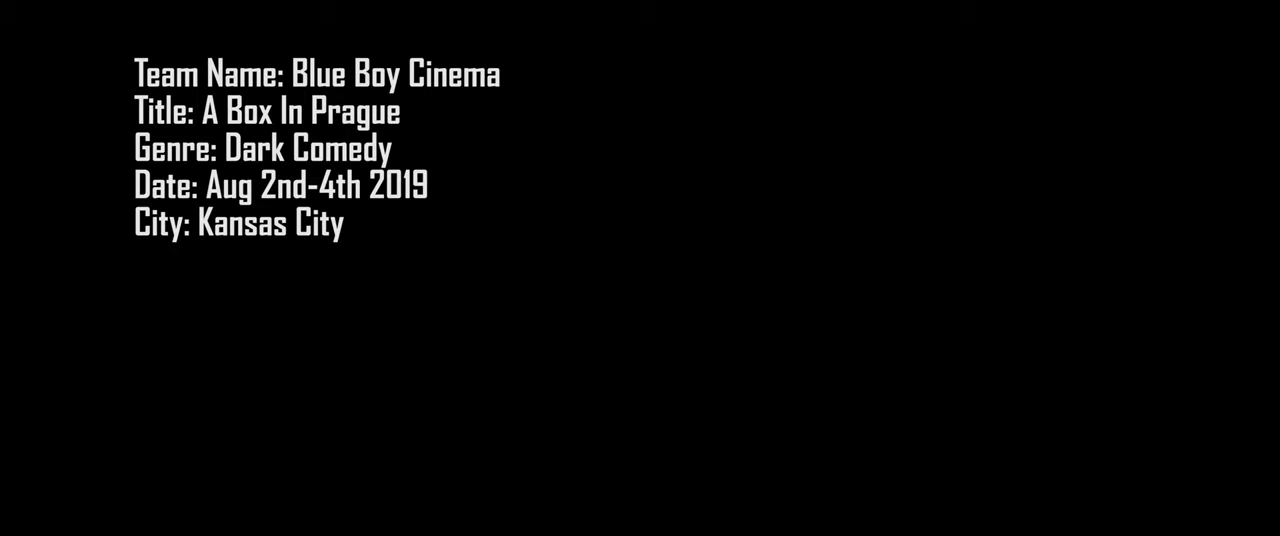 Team Name: Blue Boy Cinema
Title: A Box In Prague
Genre: Dark Comedy
Date: Aug 2nd-4th 2019
City: Kansas City